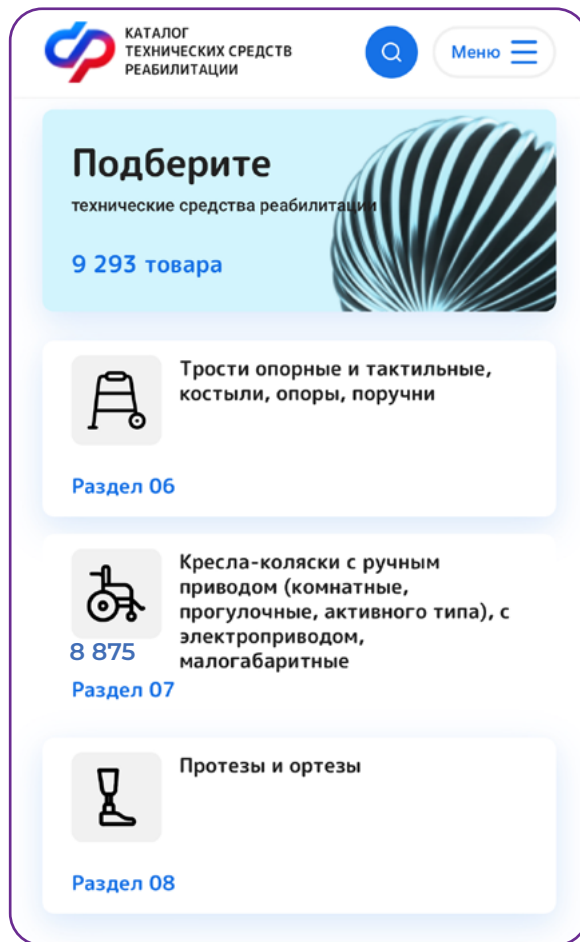 КАТАЛОГ
ТЕХНИЧЕСКИХ СРЕДСТВ
РЕАБИЛИТАЦИИ
Меню
Подберите
технические средства реабилитации
9 293 товара
Трости опорные и тактильные,
костыли, опоры, поручни
Раздел 06
Кресла-коляски с ручным
приводом (комнатные,
прогулочные, активного типа), с
электроприводом,
малогабаритные
8 875
Раздел 07
Протезы и ортезы
Раздел 08